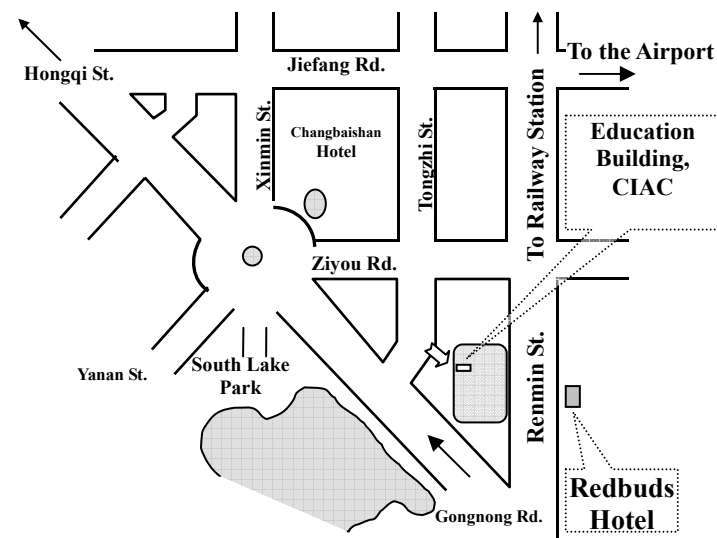 To the Airport
Hongqi St.
Jiefang Rd.
Xinmin St.
Changbaishan
Hotel
Tongzhi St.
To Railway Station
Education
Building,
CIAC
Ziyou Rd.
Yanan St.
South Lake
Park
Renmin St.
Redbuds
Hotel
Gongnong Rd.